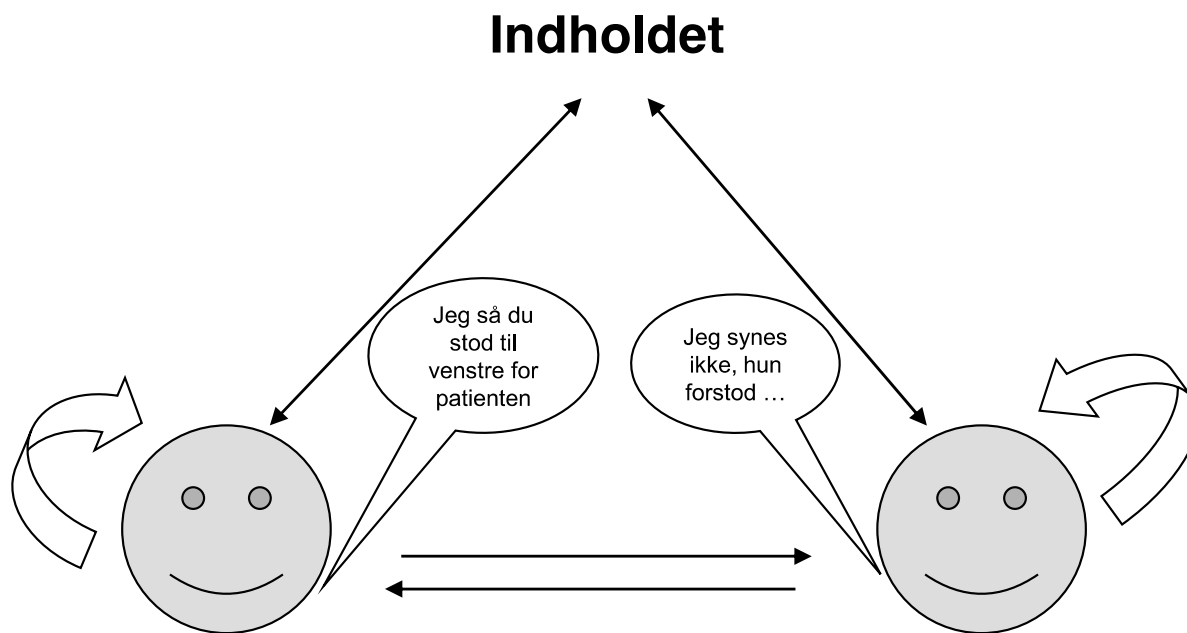 Indholdet
Jeg så du
stod til
venstre for
patienten
Jeg synes
ikke, hun
forstod …